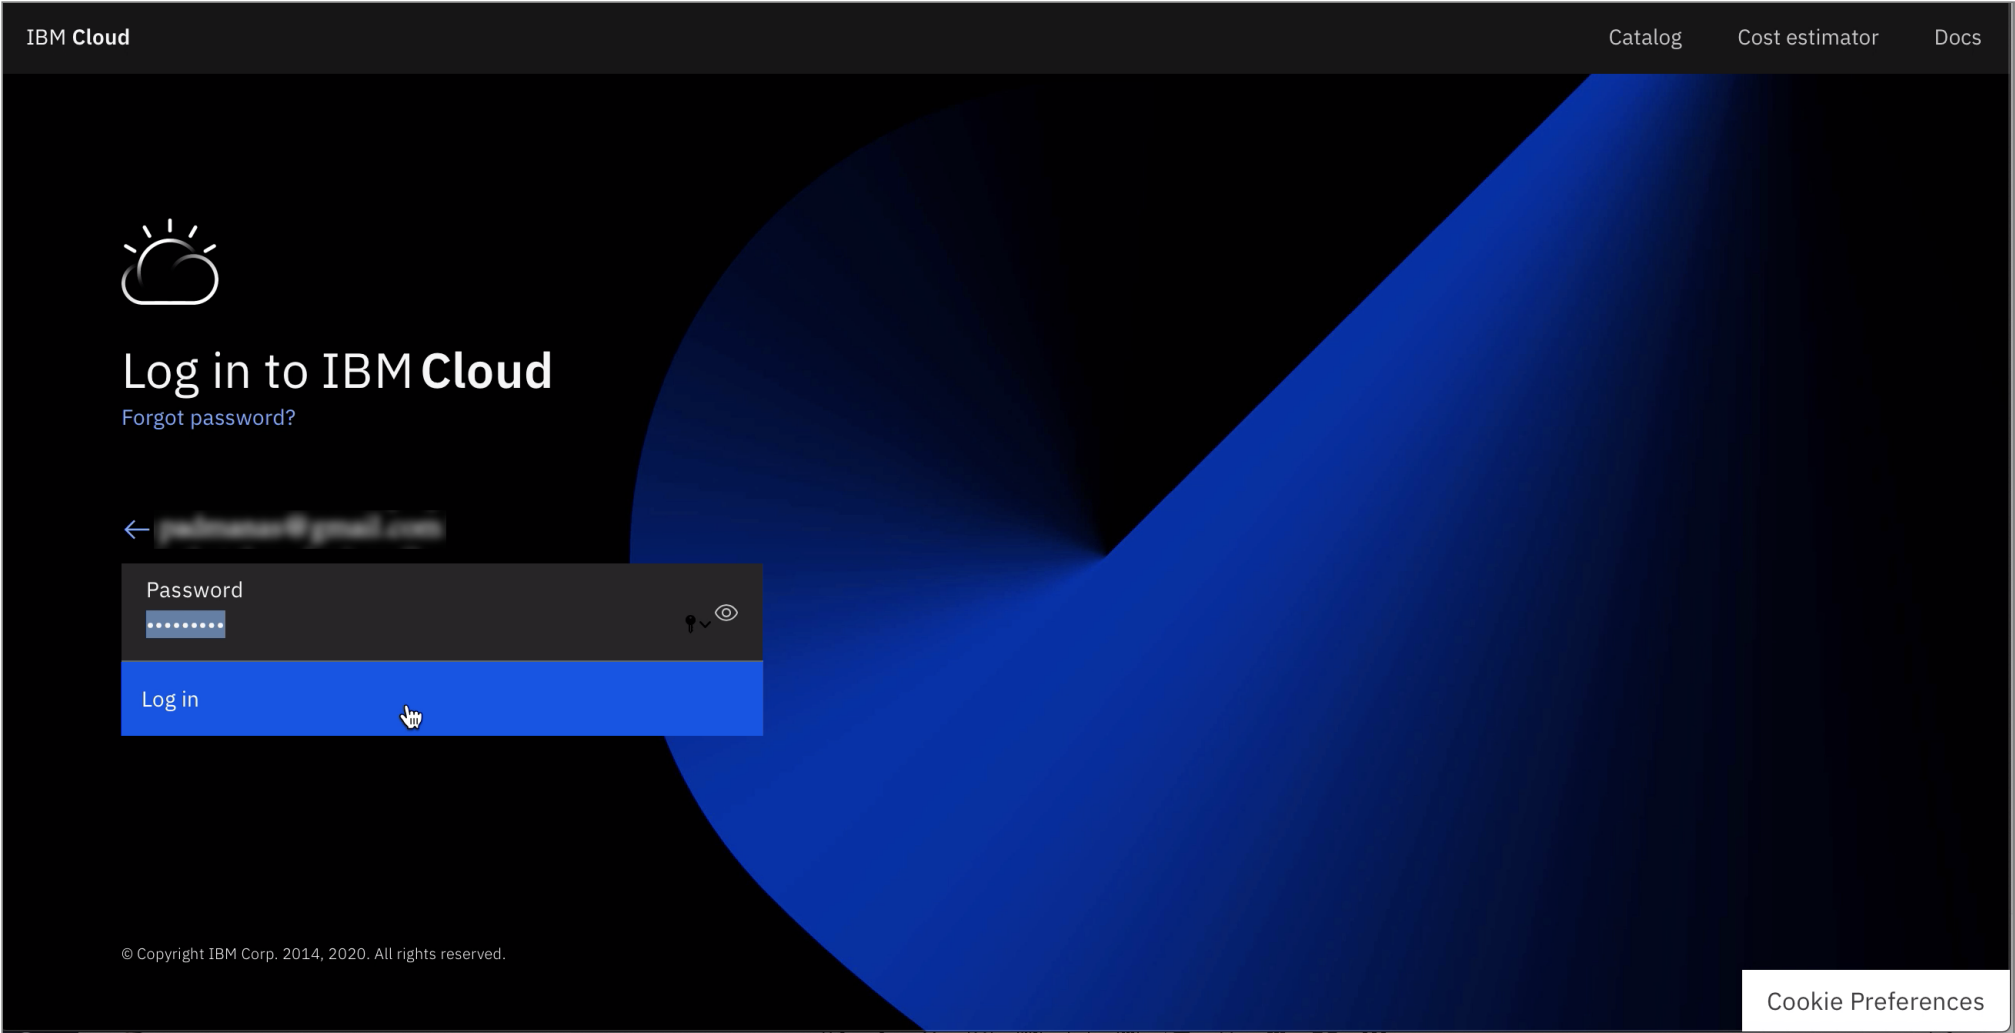 IBM Cloud
Catalog
Cost estimator
Docs
Log in to IBM Cloud
Forgot password?
Password
•••••••••
Log in
© Copyright IBM Corp. 2014, 2020. All rights reserved.
Cookie Preferences